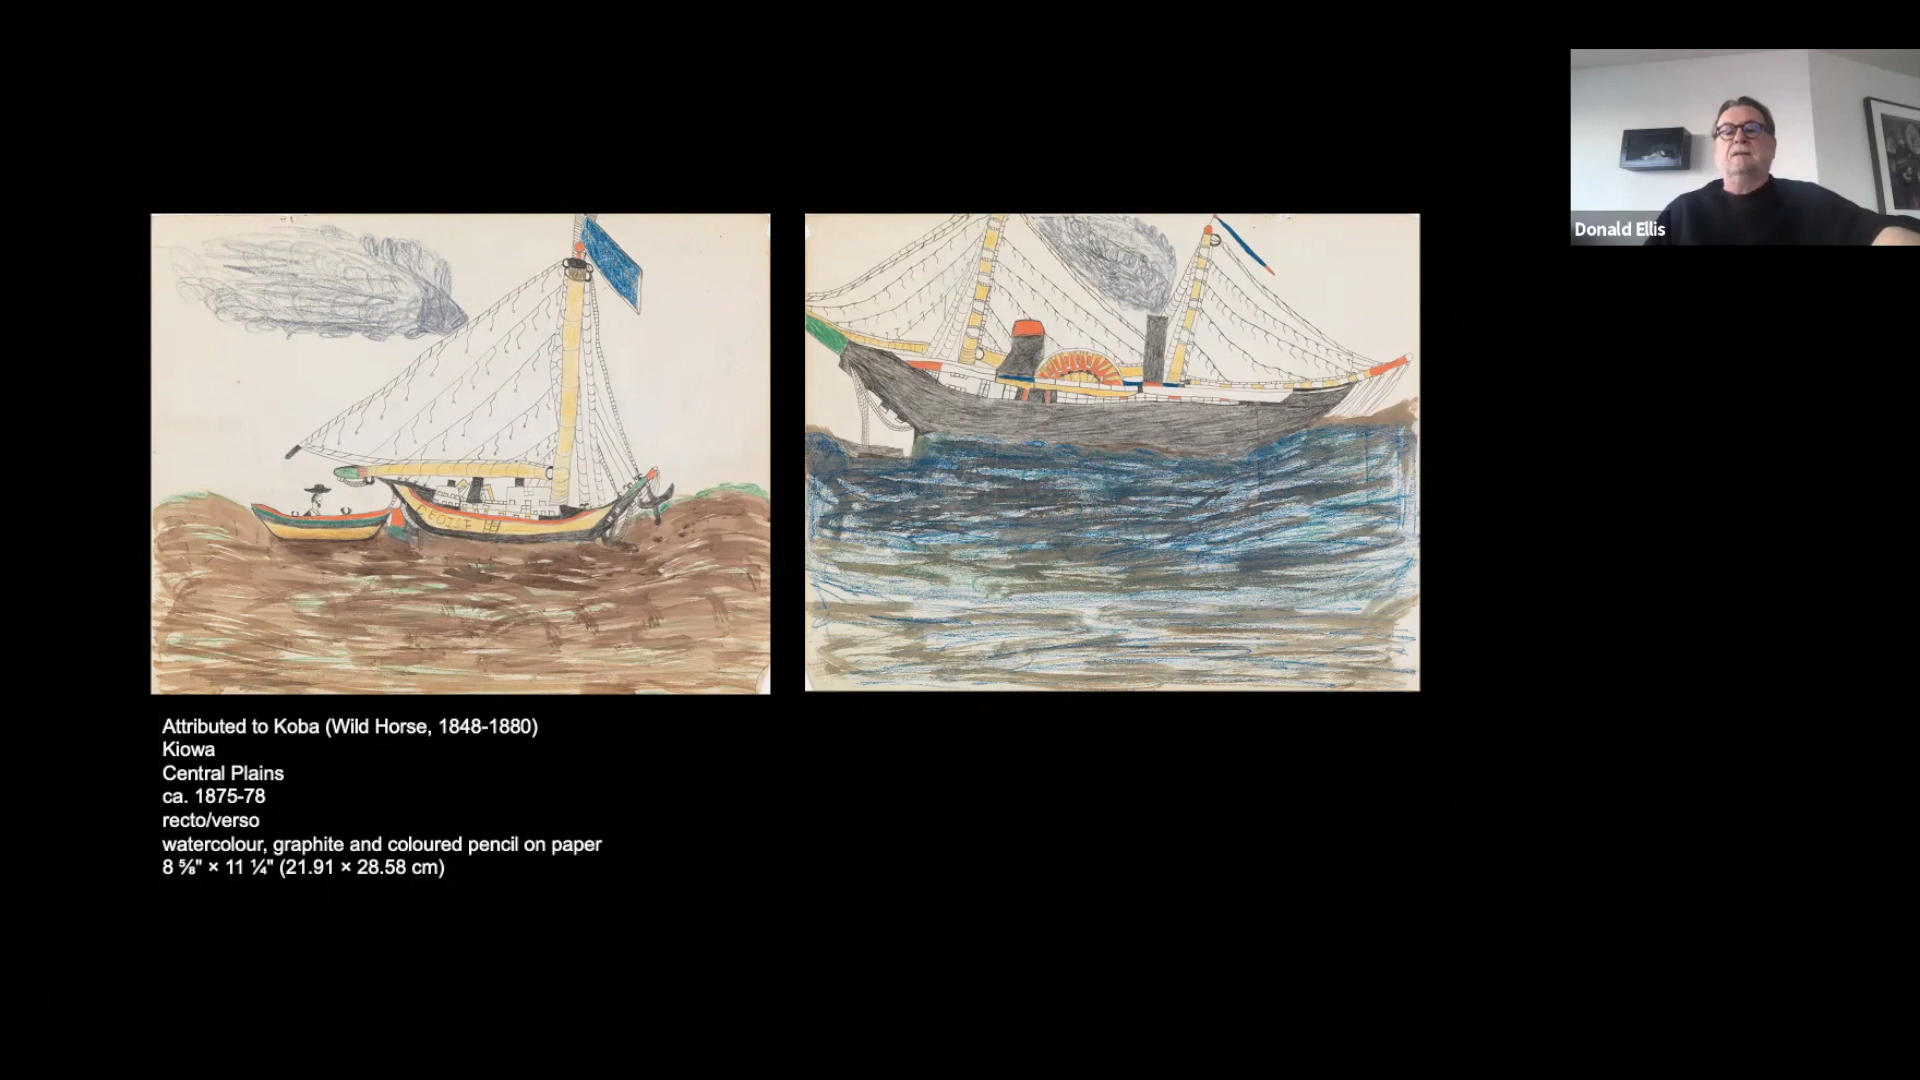 Donald Ellis
Attributed to Koba (Wild Horse, 1848-1880)
Kiowa
Central Plains
ca. 1875-78
recto/verso
watercolour, graphite and coloured pencil on paper
8 ⅝" × 11 ¼" (21.91 × 28.58 cm)